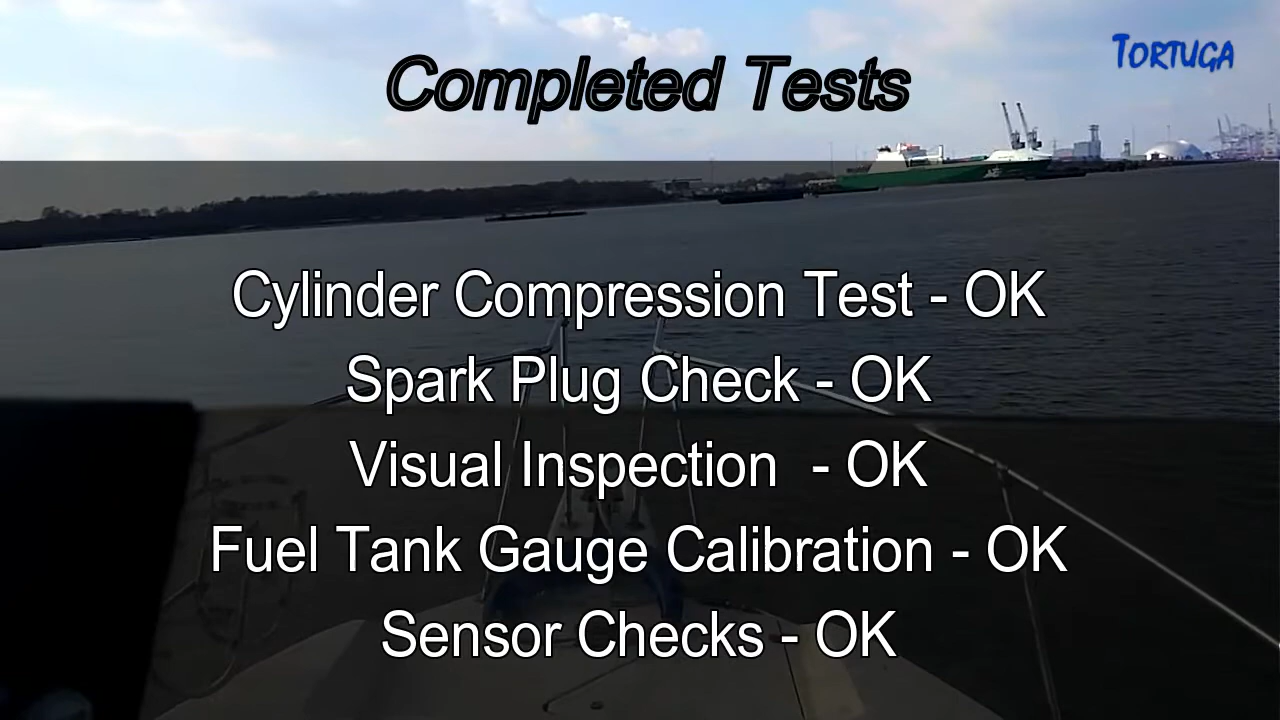 Completed Tests
TORTUGA
Cylinder Compression Test - OK
Spark Plug Check - OK
Visual Inspection  - OK
Fuel Tank Gauge Calibration - OK
Sensor Checks - OK